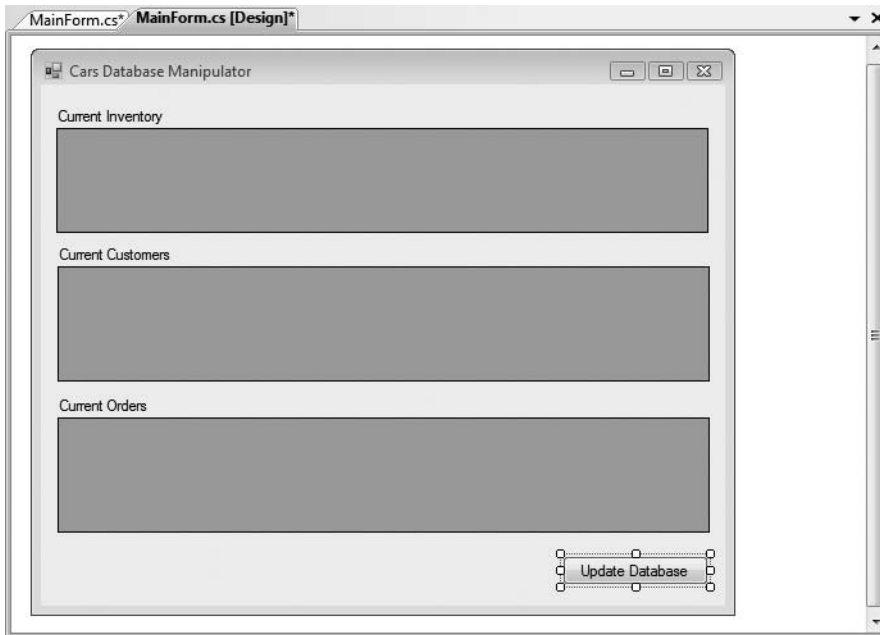 MainForm.cs* MainForm.cs [Design]*
Cars Database Manipulator
Current Inventory
Current Customers
Current Orders
Update Database